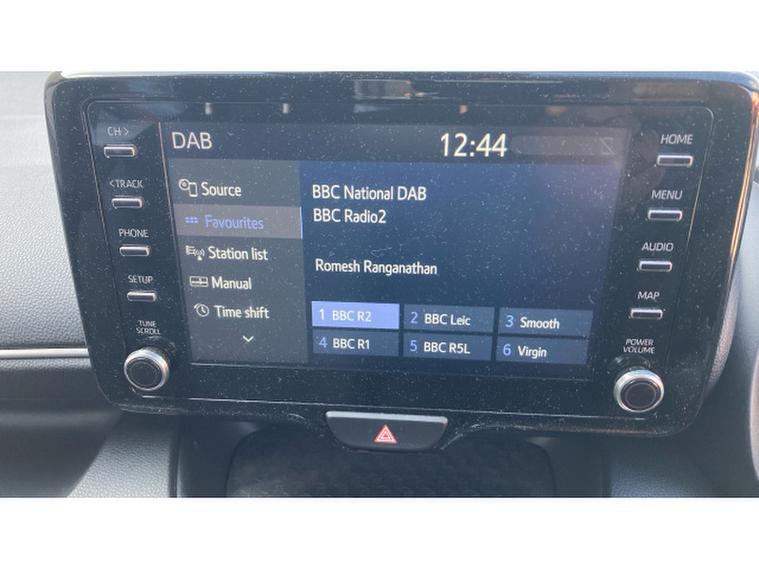 DAB 12:44
CH >
< TRACK
PHONE
SETUP
TUNE
SCROLL
Source
Favourites
Station list
Manual
Time shift
BBC National DAB
BBC Radio2
Romesh Ranganathan
1 BBC R2 2 BBC Leic 3 Smooth
4 BBC R1 5 BBC R5L 6 Virgin
HOME
MENU
AUDIO
MAP
POWER
VOLUME